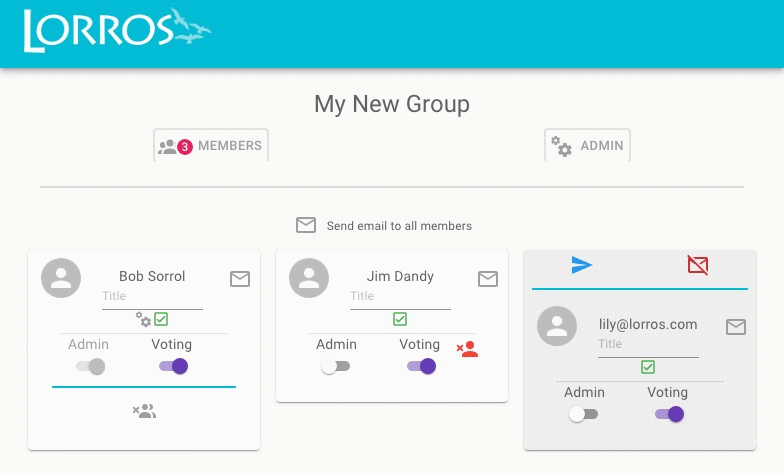 LORROS
My New Group
3 MEMBERS
ADMIN
Send email to all members
Bob Sorrol
Title
Admin Voting
Jim Dandy
Title
Admin Voting
lily@lorros.com
Title
Admin Voting